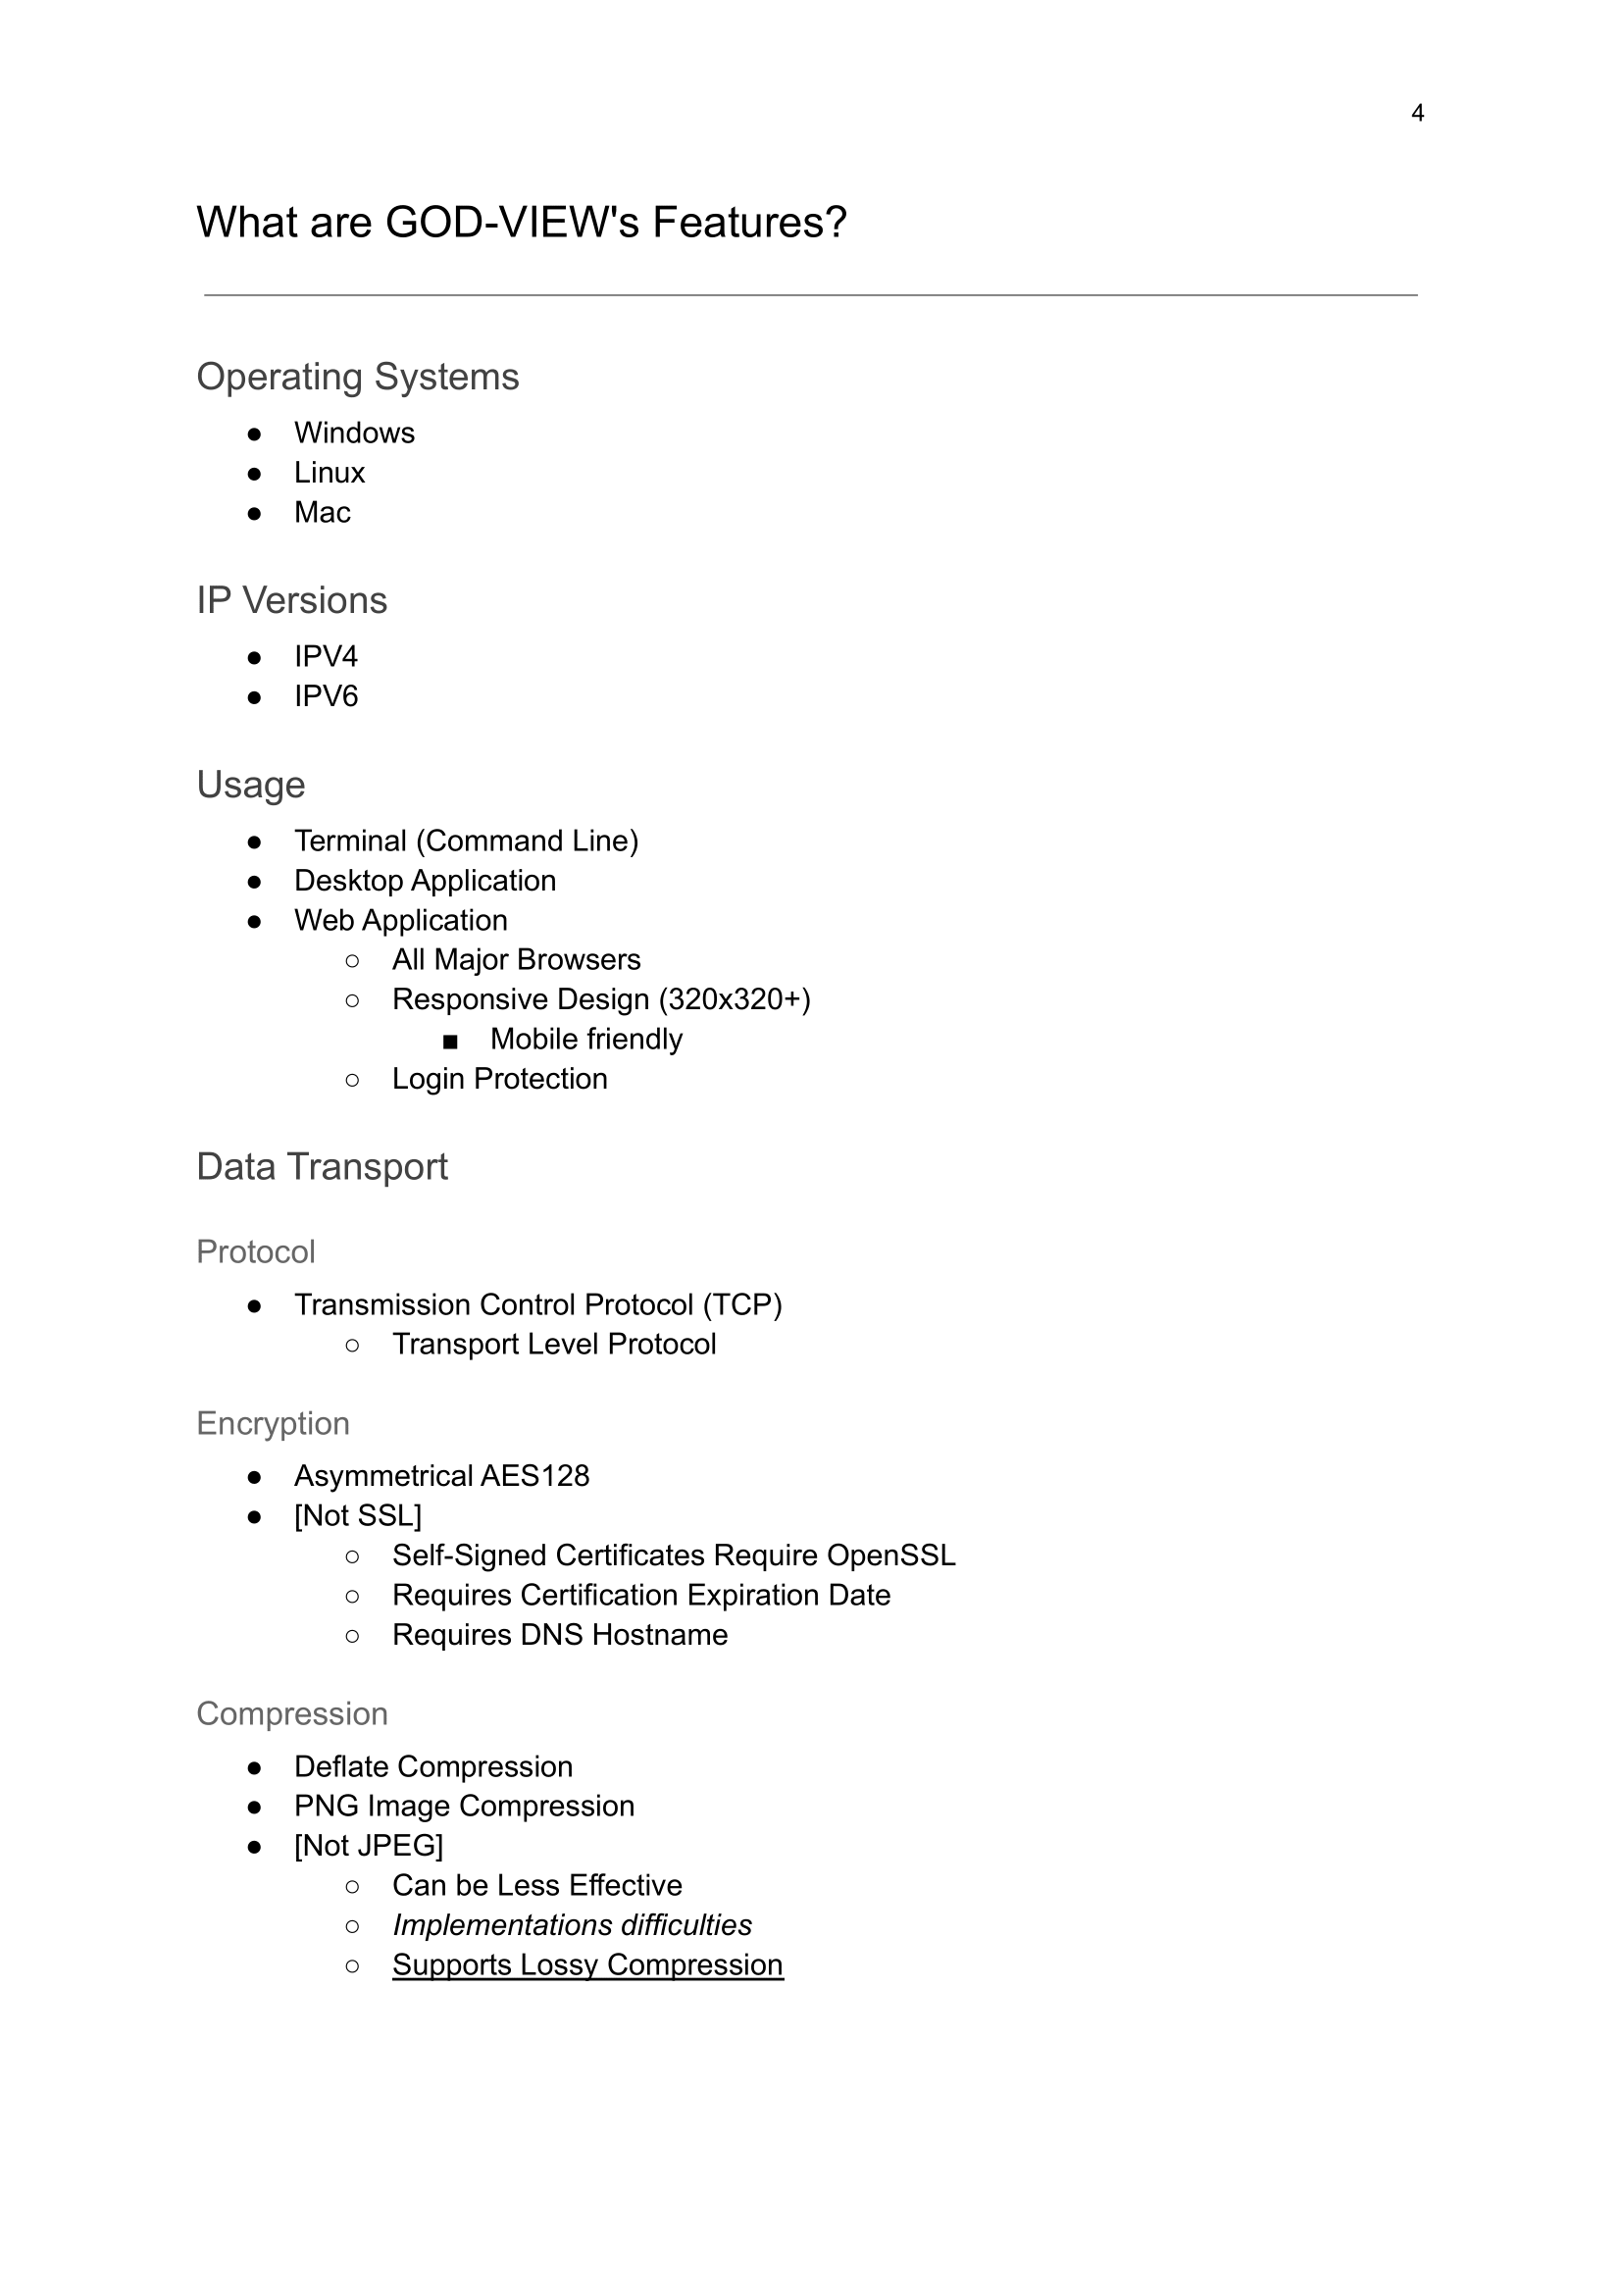 4
What are GOD-VIEW's Features?
Operating Systems
● Windows
● Linux
● Mac
IP Versions
● IPV4
● IPV6
Usage
● Terminal (Command Line)
● Desktop Application
● Web Application
○ All Major Browsers
○ Responsive Design (320x320+)
■ Mobile friendly
○ Login Protection
Data Transport
Protocol
● Transmission Control Protocol (TCP)
○ Transport Level Protocol
Encryption
● Asymmetrical AES128
● [Not SSL]
○ Self-Signed Certificates Require OpenSSL
○ Requires Certification Expiration Date
○ Requires DNS Hostname
Compression
● Deflate Compression
● PNG Image Compression
● [Not JPEG]
○ Can be Less Effective
○ Implementations difficulties
○ Supports Lossy Compression